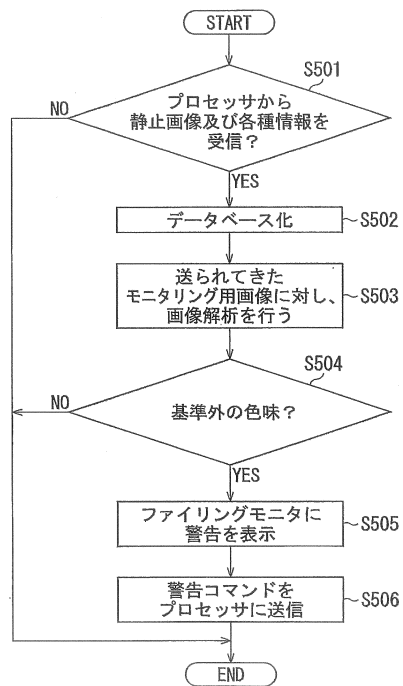 START
S501
NO
プロセッサから
静止画像及び各種情報を
受信？
YES
データベース化
S502
送られてきた
モニタリング用画像に対し、
画像解析を行う
S503
S504
NO
基準外の色味？
YES
ファイリングモニタに
警告を表示
S505
警告コマンドを
プロセッサに送信
S506
END